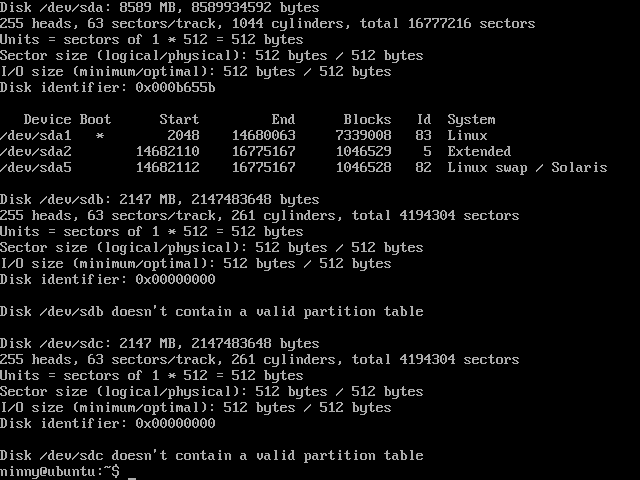 Disk /dev/sda: 8589 MB, 8589934592 bytes
255 heads, 63 sectors/track, 1044 cylinders, total 16777216 sectors
Units = sectors of 1 * 512 = 512 bytes
Sector size (logical/physical): 512 bytes / 512 bytes
I/O size (minimum/optimal): 512 bytes / 512 bytes
Disk identifier: 0x000b655b

   Device Boot      Start         End      Blocks   Id  System
/dev/sda1   *        2048    14680063     7339008   83  Linux
/dev/sda2        14682110    16775167     1046529    5  Extended
/dev/sda5        14682112    16775167     1046528   82  Linux swap / Solaris

Disk /dev/sdb: 2147 MB, 2147483648 bytes
255 heads, 63 sectors/track, 261 cylinders, total 4194304 sectors
Units = sectors of 1 * 512 = 512 bytes
Sector size (logical/physical): 512 bytes / 512 bytes
I/O size (minimum/optimal): 512 bytes / 512 bytes
Disk identifier: 0x00000000

Disk /dev/sdb doesn't contain a valid partition table

Disk /dev/sdc: 2147 MB, 2147483648 bytes
255 heads, 63 sectors/track, 261 cylinders, total 4194304 sectors
Units = sectors of 1 * 512 = 512 bytes
Sector size (logical/physical): 512 bytes / 512 bytes
I/O size (minimum/optimal): 512 bytes / 512 bytes
Disk identifier: 0x00000000

Disk /dev/sdc doesn't contain a valid partition table
minny@ubuntu:~$ _